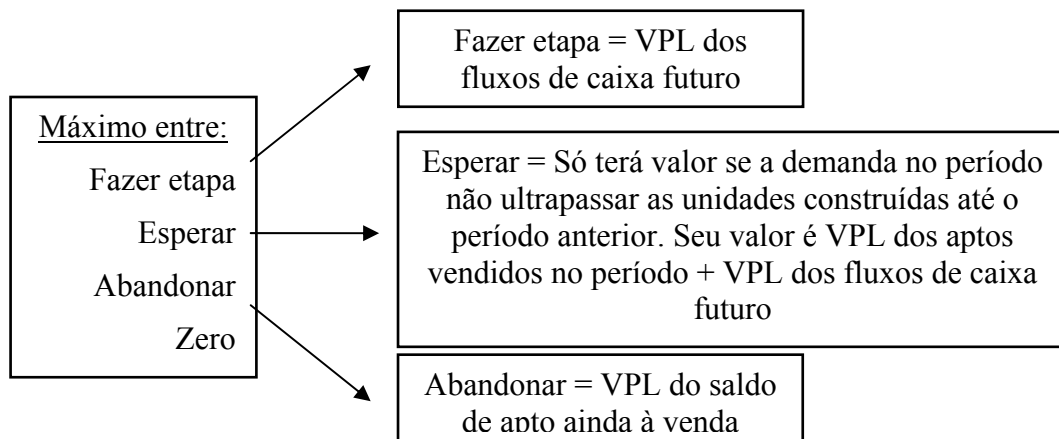 Máximo entre:
Fazer etapa
Esperar
Abandonar
Zero
Fazer etapa = VPL dos
fluxos de caixa futuro
Esperar = Só terá valor se a demanda no período
não ultrapassar as unidades construídas até o
período anterior. Seu valor é VPL dos aptos
vendidos no período + VPL dos fluxos de caixa
futuro
Abandonar = VPL do saldo
de apto ainda à venda